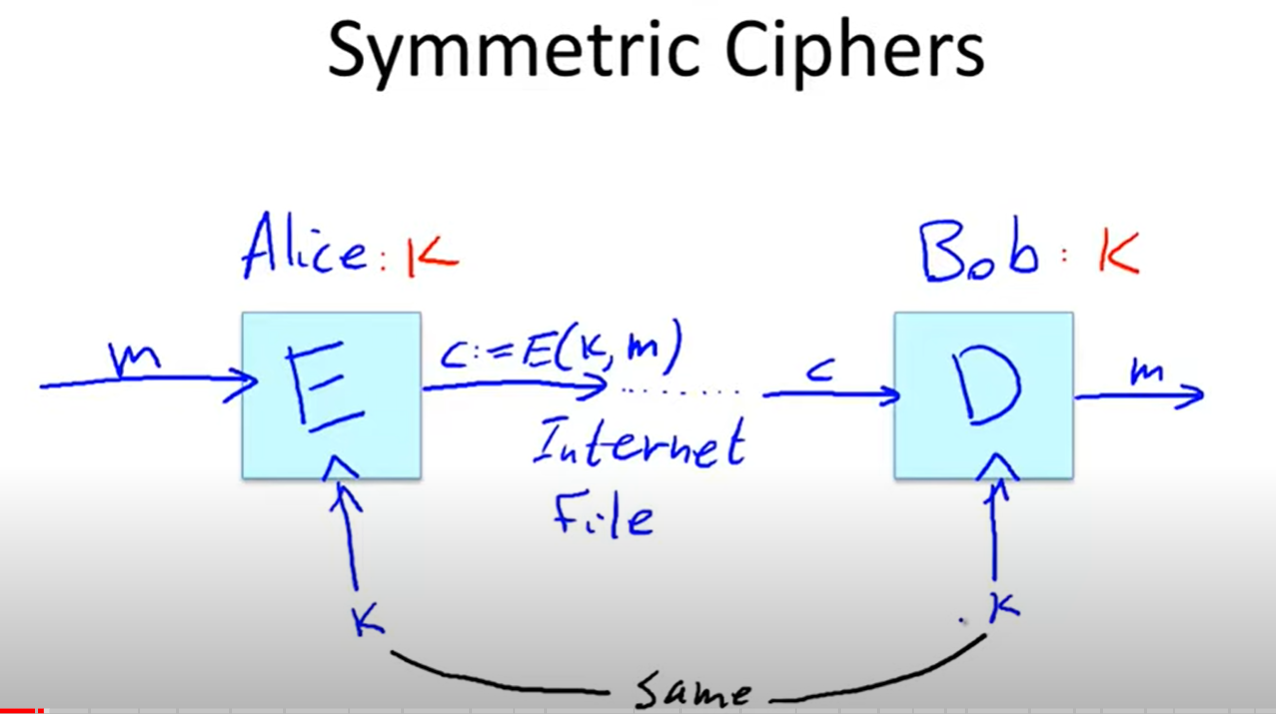 Symmetric Ciphers
Alice: K
Bob: K
m
E
c:=E(k,m)
.......
Internet
File
c
D
m
k
k
Same